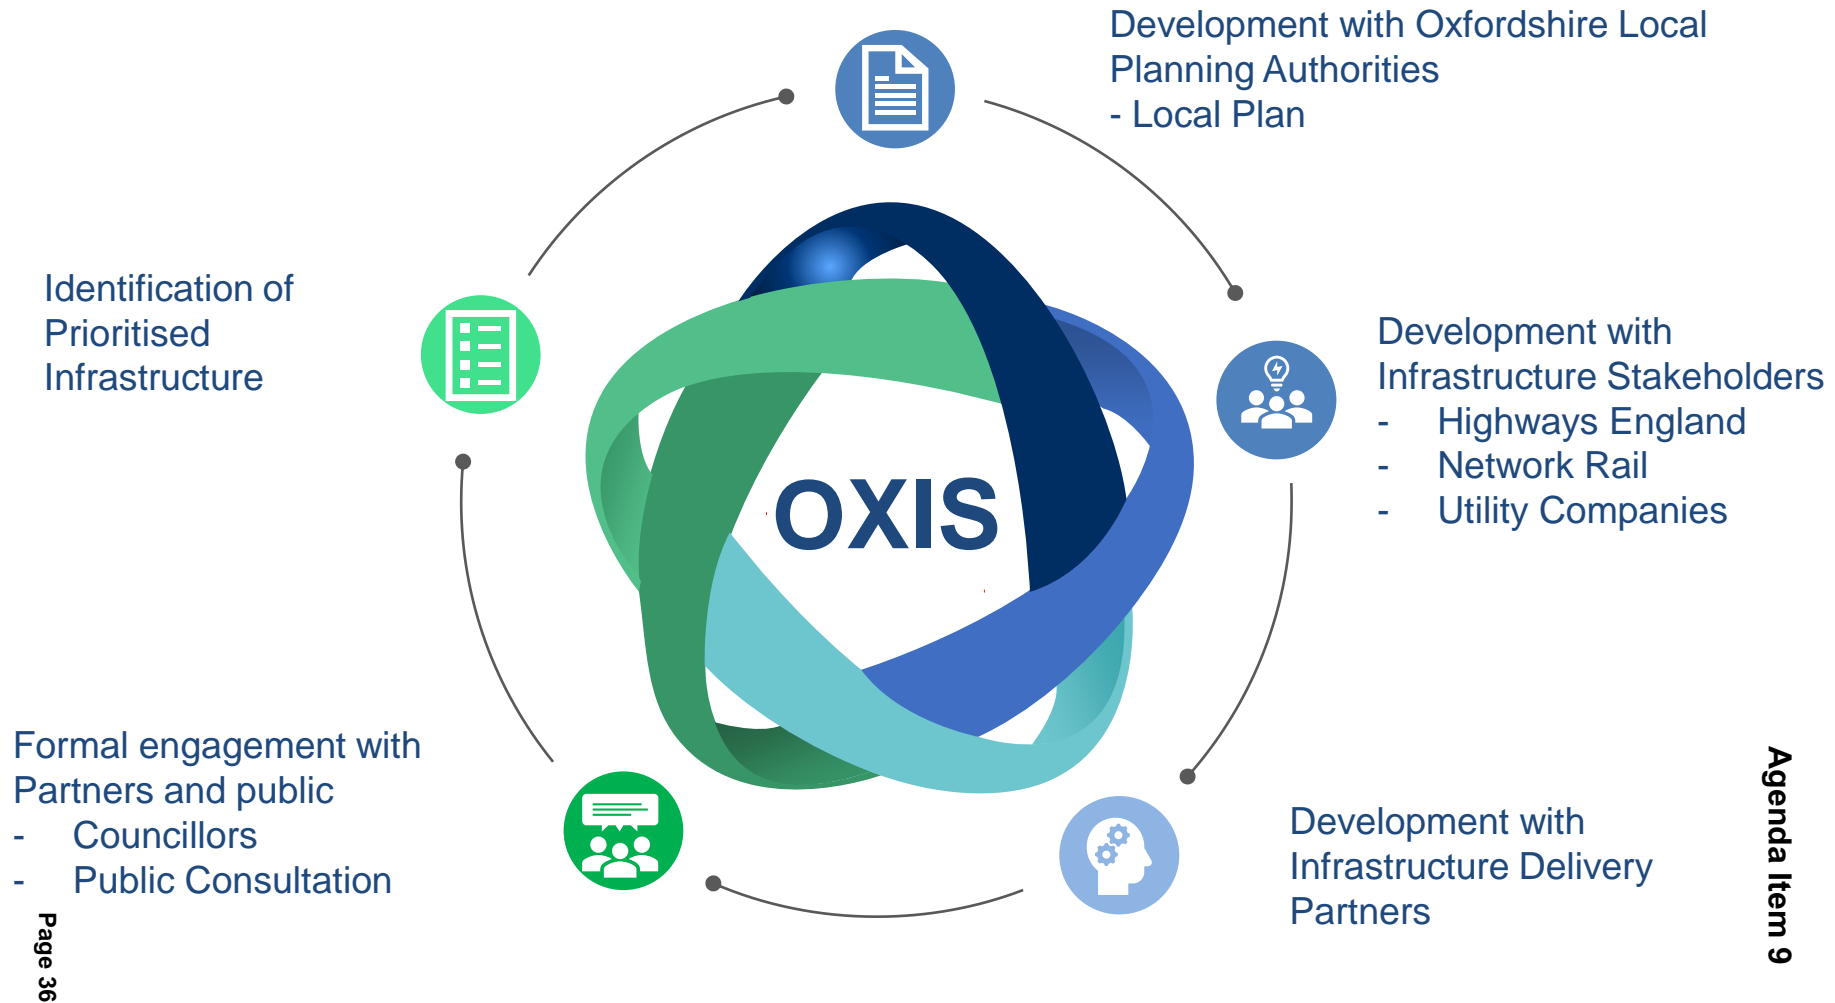 Development with Oxfordshire Local
Planning Authorities
- Local Plan
Identification of
Prioritised
Infrastructure
Development with
Infrastructure Stakeholders
- Highways England
- Network Rail
- Utility Companies
OXIS
Formal engagement with
Partners and public
- Councillors
- Public Consultation
Development with
Infrastructure Delivery
Partners
Agenda Item 9
Page 36